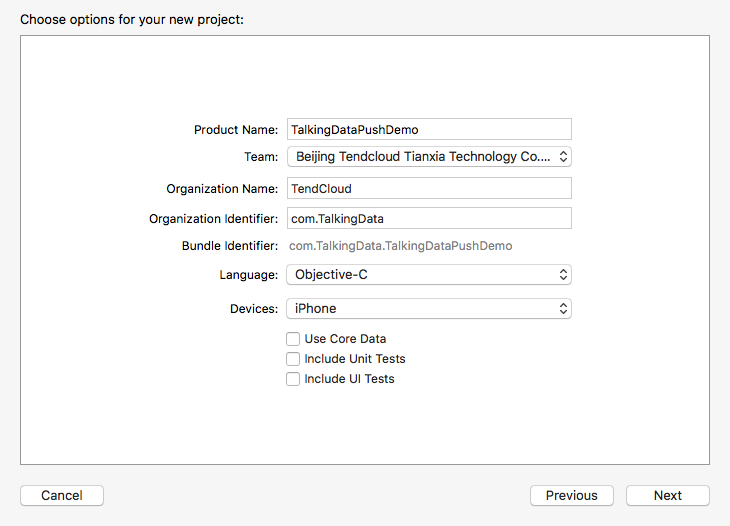 Choose options for your new project:
Product Name: TalkingDataPushDemo
Team: Beijing Tendcloud Tianxia Technology Co....
Organization Name: TendCloud
Organization Identifier: com.TalkingData
Bundle Identifier: com.TalkingData.TalkingDataPushDemo
Language: Objective-C
Devices: iPhone
Use Core Data
Include Unit Tests
Include UI Tests
Cancel Previous Next